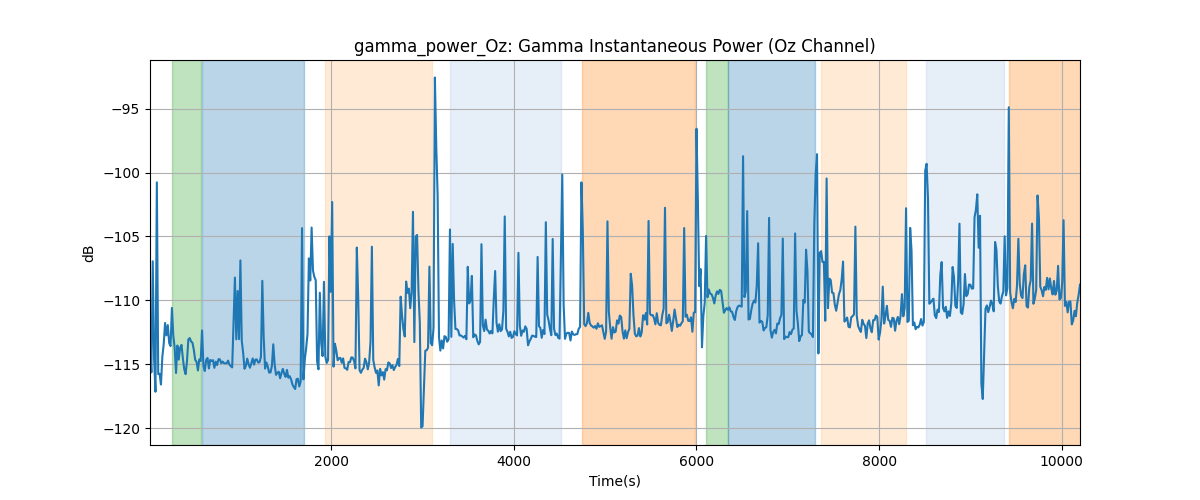 gamma_power_Oz: Gamma Instantaneous Power (Oz Channel)
−95
−100
−105
−110
−115
−120
dB
2000 4000 6000 8000 10000
Time(s)